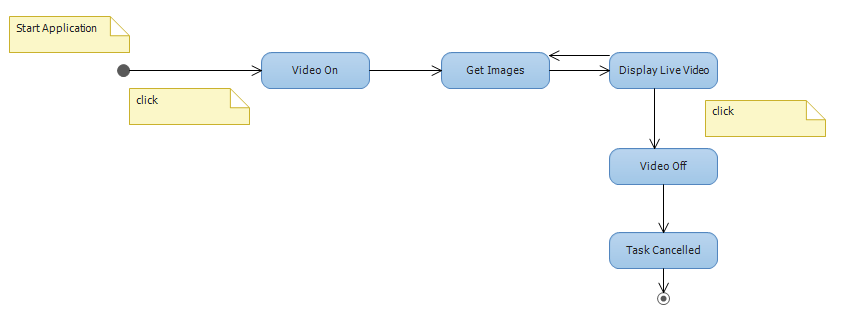 Start Application
Video On
Get Images
Display Live Video
click
click
Video Off
Task Cancelled